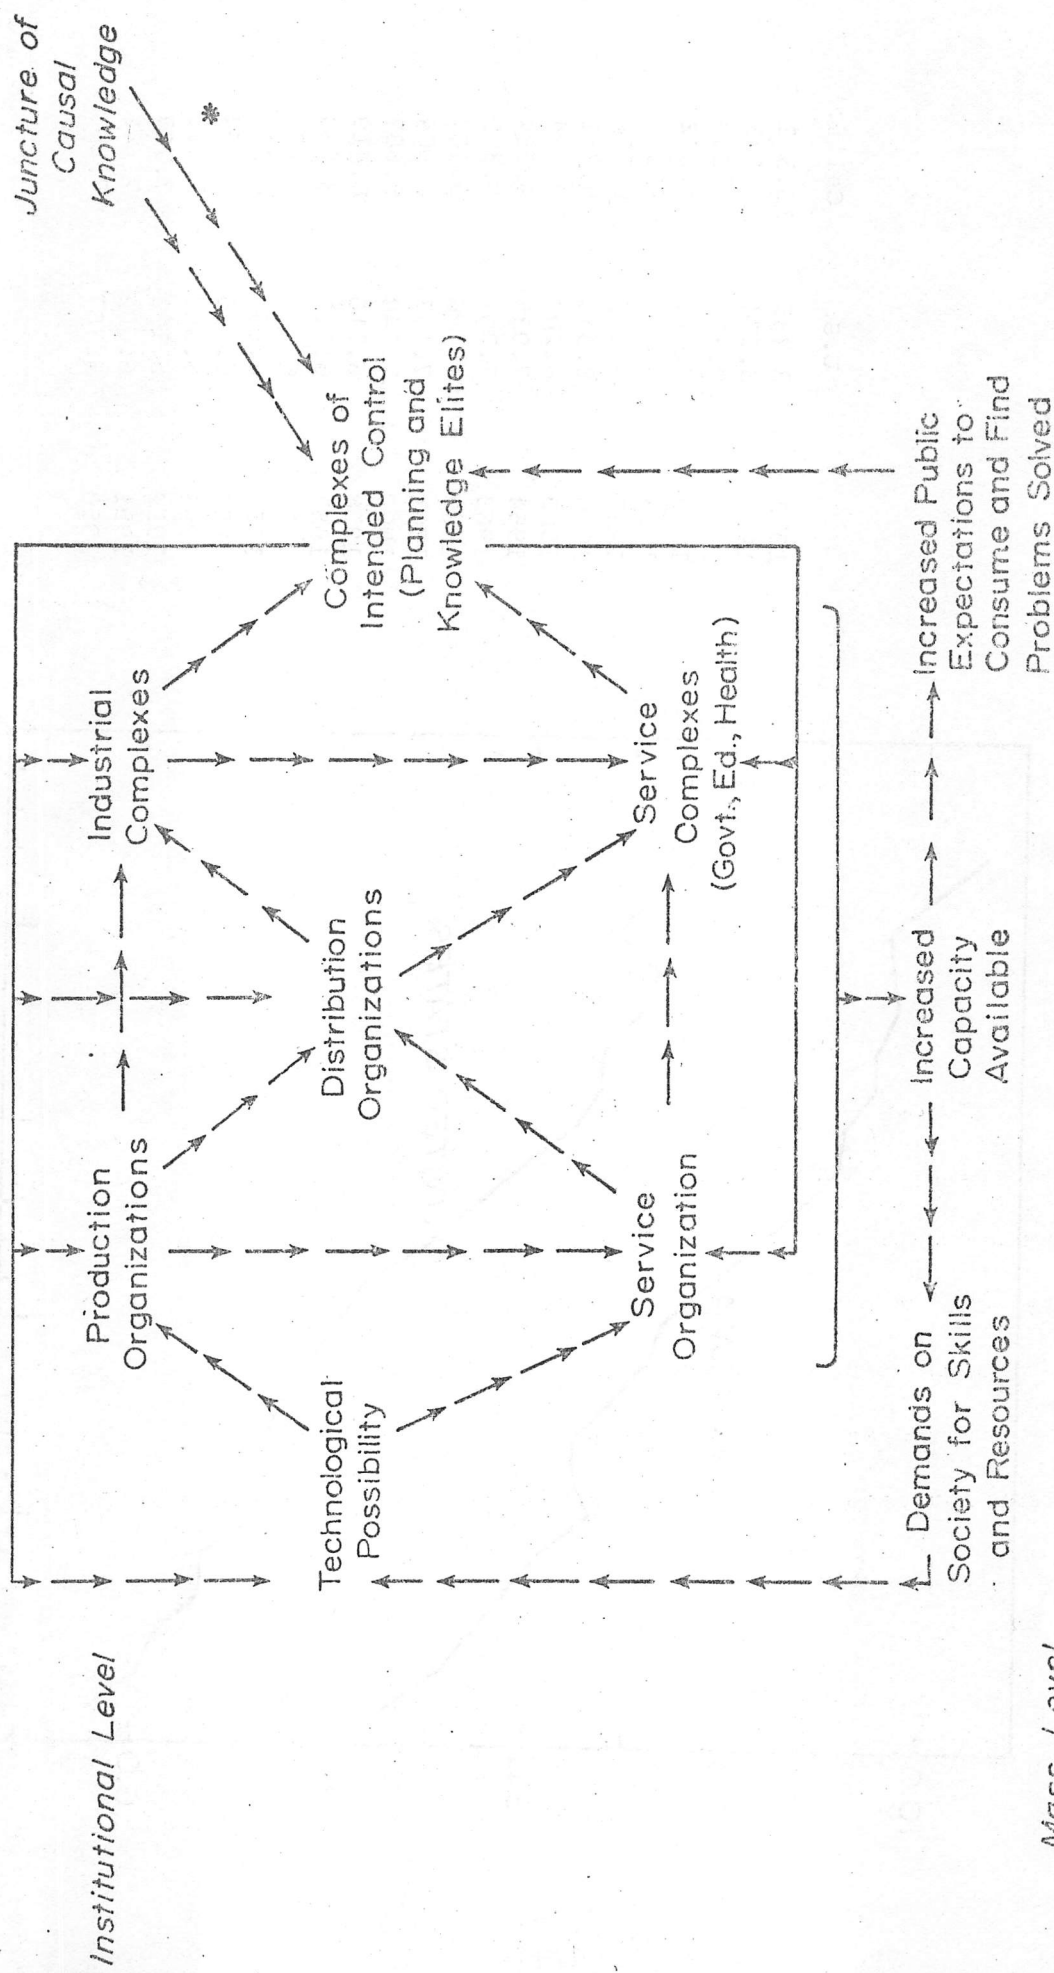 Juncture of
Causal
Knowledge
*
Institutional Level
Production
Organizations
Industrial
Complexes
Technological
Possibility
Distribution
Organizations
Complexes of
Intended Control
(Planning and
Knowledge Elites)
Service
Organization
Service
Complexes
(Govt., Ed., Health)
Demands on
Society for Skills
and Resources
Increased
Capacity
Available
Increased Public
Expectations to
Consume and Find
Problems Solved